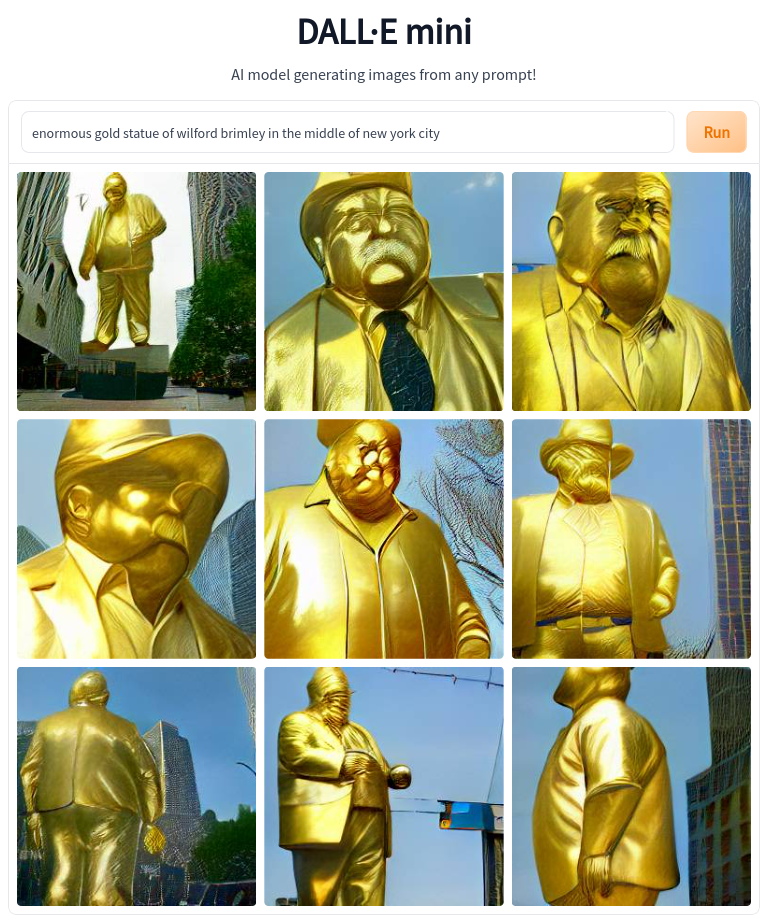 DALL·E mini
AI model generating images from any prompt!
enormous gold statue of wilford brimley in the middle of new york city
Run